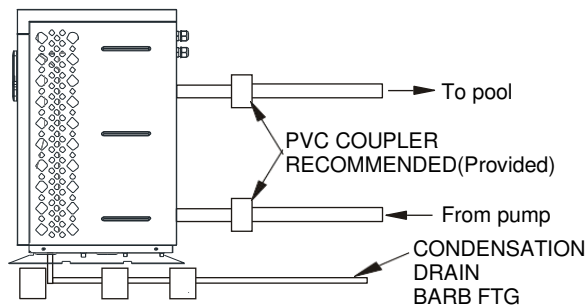 To pool
PVC COUPLER
RECOMMENDED(Provided)
From pump
CONDENSATION
DRAIN
BARB FTG